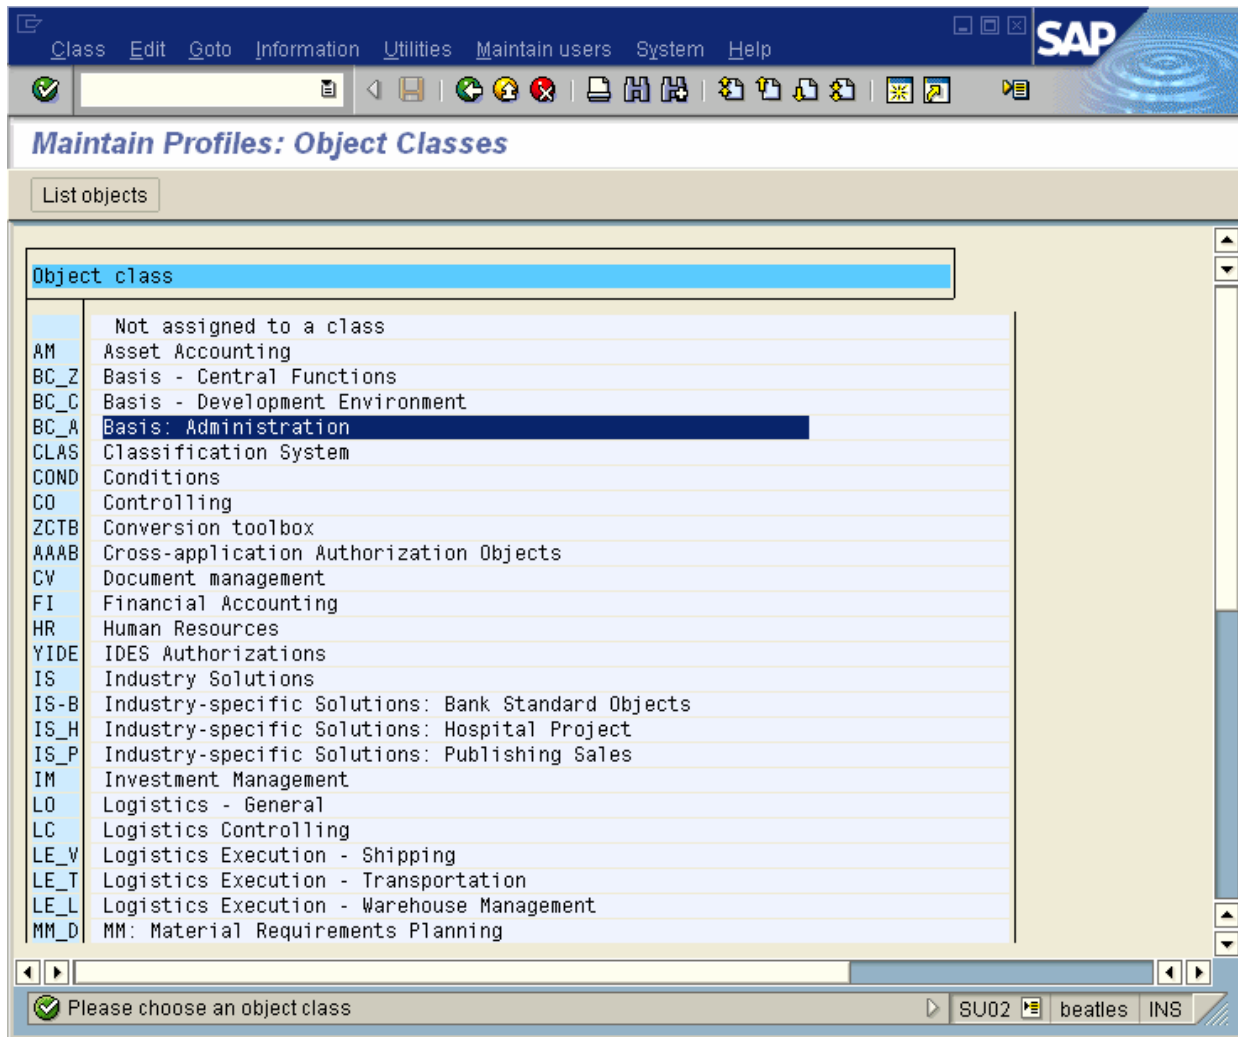 Class Edit Goto Information Utilities Maintain users System Help
SAP
Maintain Profiles: Object Classes
List objects
Object class
Not assigned to a class
AM Asset Accounting
BC_Z Basis - Central Functions
BC_C Basis - Development Environment
BC_A Basis: Administration
CLAS Classification System
COND Conditions
CO Controlling
ZCTB Conversion toolbox
AAAB Cross-application Authorization Objects
CV Document management
FI Financial Accounting
HR Human Resources
YIDE IDES Authorizations
IS Industry Solutions
IS-B Industry-specific Solutions: Bank Standard Objects
IS_H Industry-specific Solutions: Hospital Project
IS_P Industry-specific Solutions: Publishing Sales
IM Investment Management
LO Logistics - General
LC Logistics Controlling
LE_V Logistics Execution - Shipping
LE_T Logistics Execution - Transportation
LE_L Logistics Execution - Warehouse Management
MM_D MM: Material Requirements Planning
Please choose an object class SU02 beatles INS